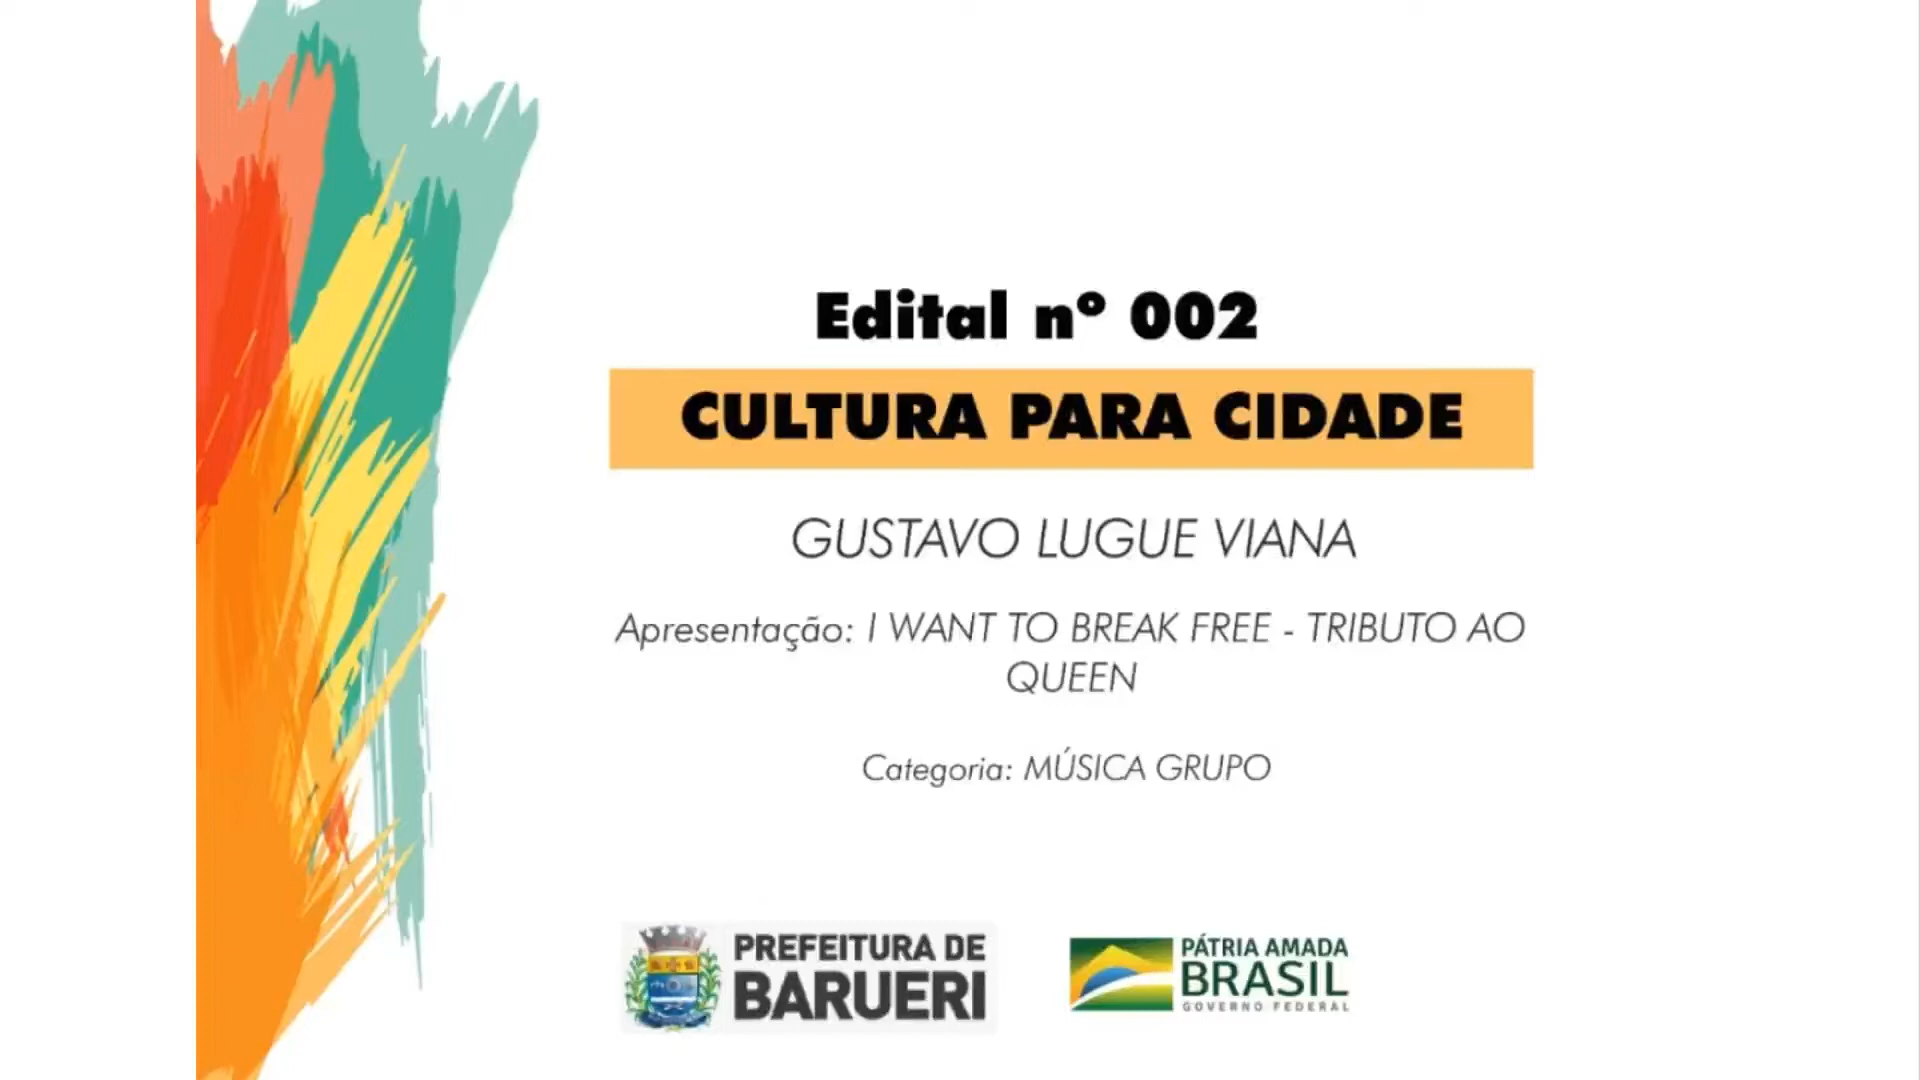 Edital nº 002
CULTURA PARA CIDADE
GUSTAVO LUGUE VIANA
Apresentação: I WANT TO BREAK FREE - TRIBUTO AO
QUEEN
Categoria: MÚSICA GRUPO
PREFEITURA DE
BARUERI
PÁTRIA AMADA
BRASIL
GOVERNO FEDERAL